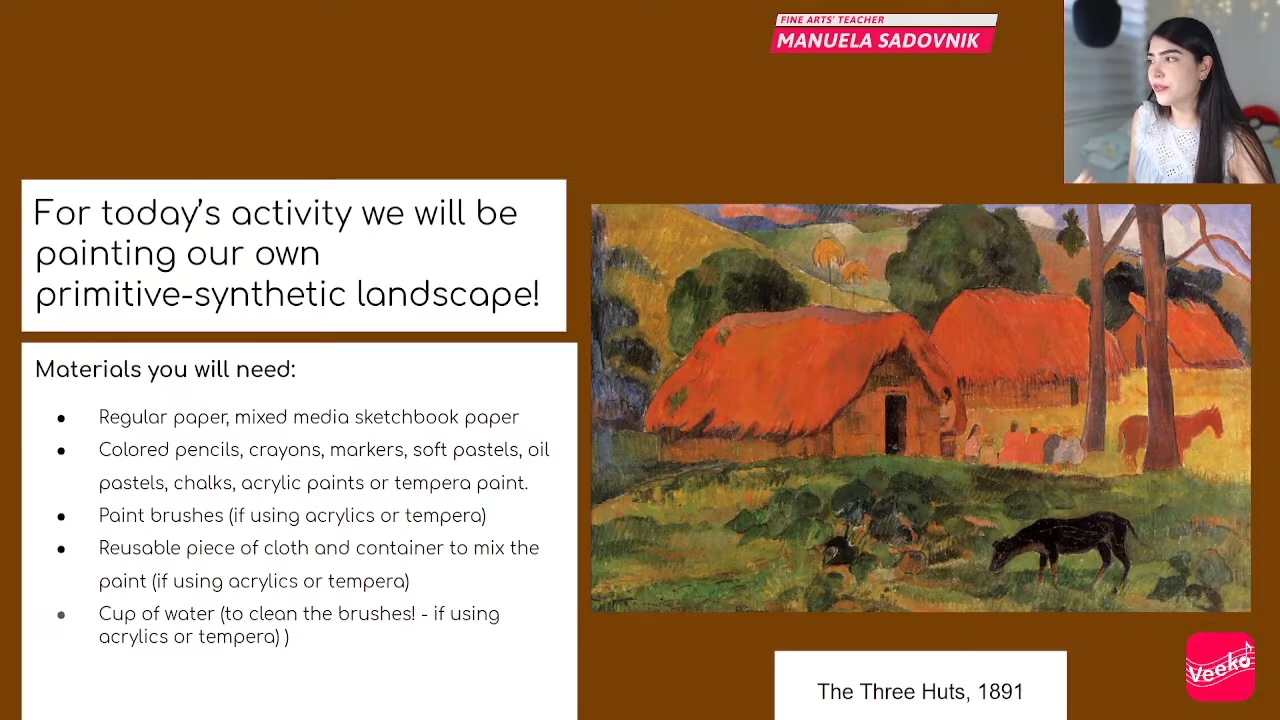 FINE ARTS' TEACHER
MANUELA SADOVNIK
For today's activity we will be
painting our own
primitive-synthetic landscape!
Materials you will need:
● Regular paper, mixed media sketchbook paper
● Colored pencils, crayons, markers, soft pastels, oil
pastels, chalks, acrylic paints or tempera paint.
● Paint brushes (if using acrylics or tempera)
● Reusable piece of cloth and container to mix the
paint (if using acrylics or tempera)
● Cup of water (to clean the brushes! - if using
acrylics or tempera) )
The Three Huts, 1891
Veeko